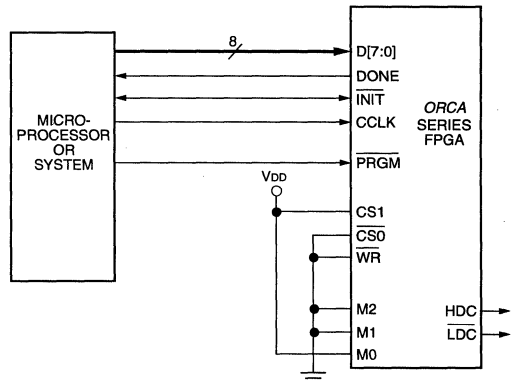 8
D[7:0]
DONE
INIT
CCLK
PRGM
MICRO-
PROCESSOR
OR
SYSTEM
ORCA
SERIES
FPGA
VDD
CS1
CS0
WR
M2
M1
M0
HDC
LDC